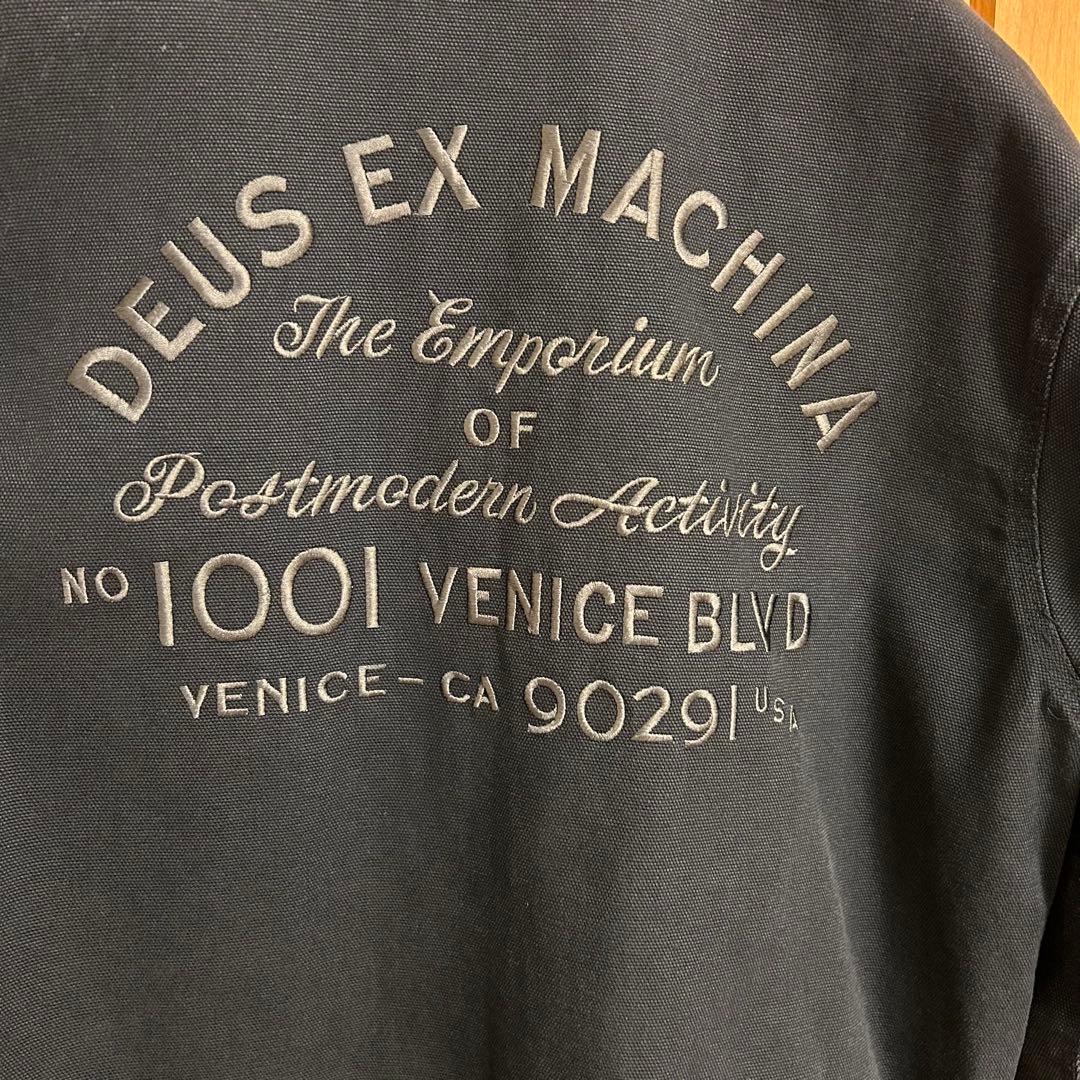 DEUS EX MACHINA
The Emporium
OF
Postmodern Activity
NO 1001 VENICE BLVD
VENICE - CA 90291 USA